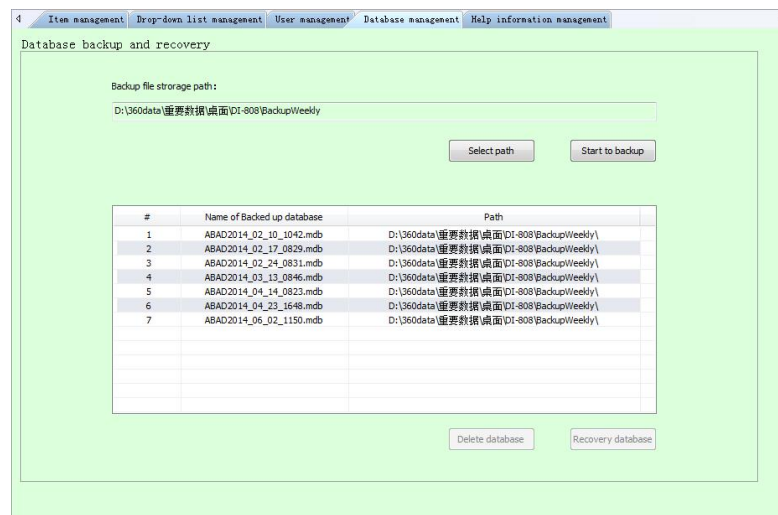 Item management Drop-down list management User management Database management Help information management
Database backup and recovery
Backup file strorage path:
D:\360data\重要数据\桌面\DI-808\BackupWeekly
Select path Start to backup
# Name of Backed up database Path
1 ABAD2014_02_10_1042.mdb D:\360data\重要数据\桌面\DI-808\BackupWeekly\
2 ABAD2014_02_17_0829.mdb D:\360data\重要数据\桌面\DI-808\BackupWeekly\
3 ABAD2014_02_24_0831.mdb D:\360data\重要数据\桌面\DI-808\BackupWeekly\
4 ABAD2014_03_13_0846.mdb D:\360data\重要数据\桌面\DI-808\BackupWeekly\
5 ABAD2014_04_14_0823.mdb D:\360data\重要数据\桌面\DI-808\BackupWeekly\
6 ABAD2014_04_23_1648.mdb D:\360data\重要数据\桌面\DI-808\BackupWeekly\
7 ABAD2014_06_02_1150.mdb D:\360data\重要数据\桌面\DI-808\BackupWeekly\
Delete database Recovery database